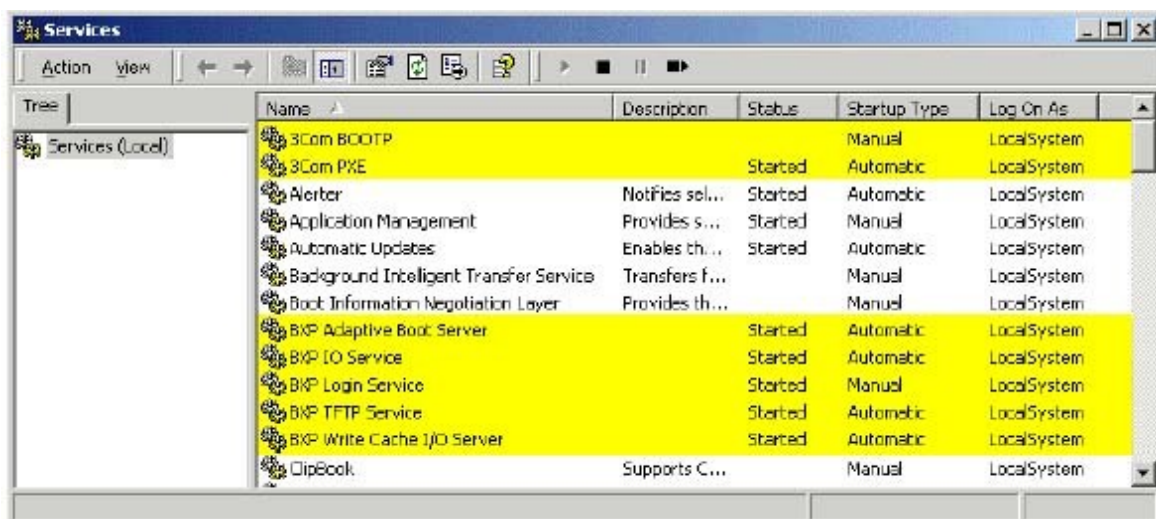 Services
Action View
Tree
Services (Local)
Name Description Status Startup Type Log On As
3Com BOOTP Manual LocalSystem
3Com PXE Started Automatic LocalSystem
Alerter Notifies sel... Started Automatic LocalSystem
Application Management Provides s... Started Manual LocalSystem
Automatic Updates Enables th... Started Automatic LocalSystem
Background Intelligent Transfer Service Transfers f... Manual LocalSystem
Boot Information Negotiation Layer Provides th... Manual LocalSystem
BXP Adaptive Boot Server Started Automatic LocalSystem
BXP IO Service Started Automatic LocalSystem
BXP Login Service Started Manual LocalSystem
BXP TFTP Service Started Automatic LocalSystem
BXP Write Cache I/O Server Started Automatic LocalSystem
ClipBook Supports C... Manual LocalSystem